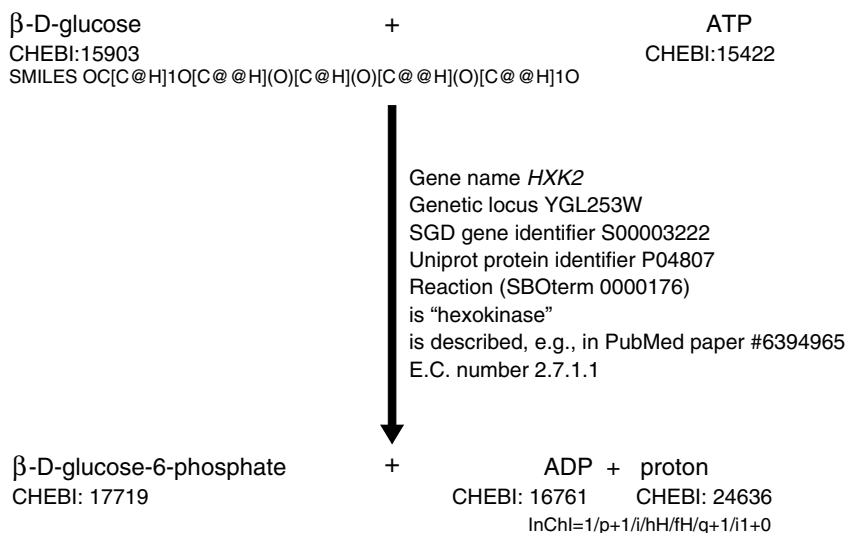 β-D-glucose + ATP
CHEBI:15903 CHEBI:15422
SMILES OC[C@H]1O[C@@H](O)[C@H](O)[C@@H](O)[C@@H]1O
Gene name HXK2
Genetic locus YGL253W
SGD gene identifier S00003222
Uniprot protein identifier P04807
Reaction (SBOterm 0000176)
is “hexokinase”
is described, e.g., in PubMed paper #6394965
E.C. number 2.7.1.1
β-D-glucose-6-phosphate + ADP + proton
CHEBI: 17719 CHEBI: 16761 CHEBI: 24636
InChI=1/p+1/i/hH/fH/q+1/i1+0